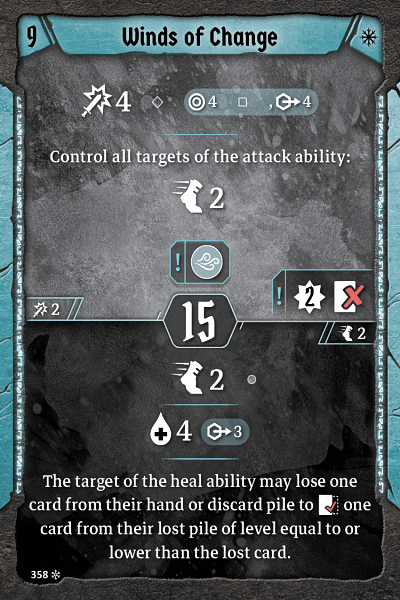 9 Winds of Change
4 4 , 4
Control all targets of the attack ability:
2
!
! 2
2 15 2
2
4 3
The target of the heal ability may lose one
card from their hand or discard pile to one
card from their lost pile of level equal to or
lower than the lost card.
358